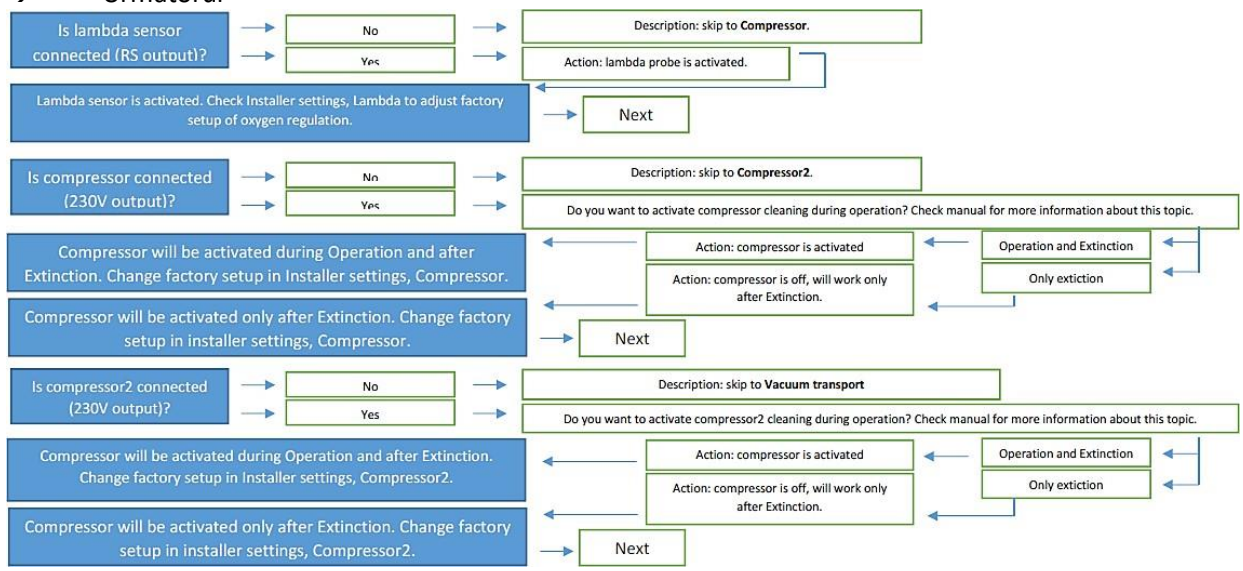 Is lambda sensor
connected (RS output)?
No
Description: skip to Compressor.
Yes
Action: lambda probe is activated.
Lambda sensor is activated. Check Installer settings, Lambda to adjust factory
setup of oxygen regulation.
Next
Is compressor connected
(230V output)?
No
Description: skip to Compressor2.
Yes
Do you want to activate compressor cleaning during operation? Check manual for more information about this topic.
Compressor will be activated during Operation and after
Extinction. Change factory setup in Installer settings, Compressor.
Action: compressor is activated
Operation and Extinction
Action: compressor is off, will work only
after Extinction.
Only extiction
Compressor will be activated only after Extinction. Change factory
setup in installer settings, Compressor.
Next
Is compressor2 connected
(230V output)?
No
Description: skip to Vacuum transport
Yes
Do you want to activate compressor2 cleaning during operation? Check manual for more information about this topic.
Compressor will be activated during Operation and after Extinction.
Change factory setup in Installer settings, Compressor2.
Action: compressor is activated
Operation and Extinction
Action: compressor is off, will work only
after Extinction.
Only extiction
Compressor will be activated only after Extinction. Change factory
setup in installer settings, Compressor2.
Next